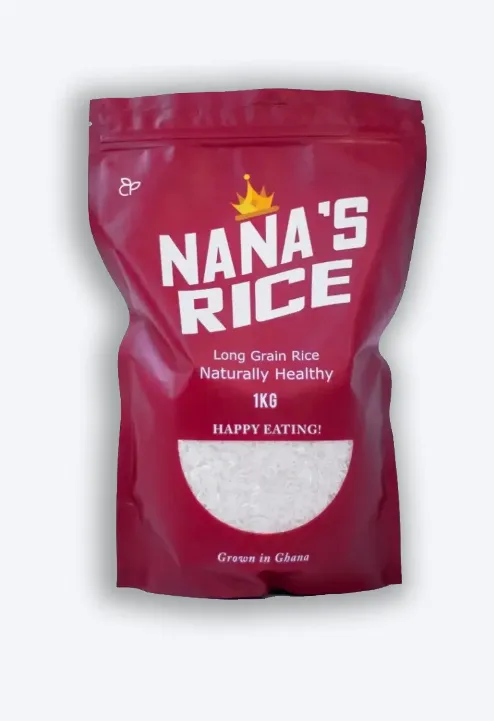 NANA'S
RICE
Long Grain Rice
Naturally Healthy
1KG
HAPPY EATING!
Grown in Ghana